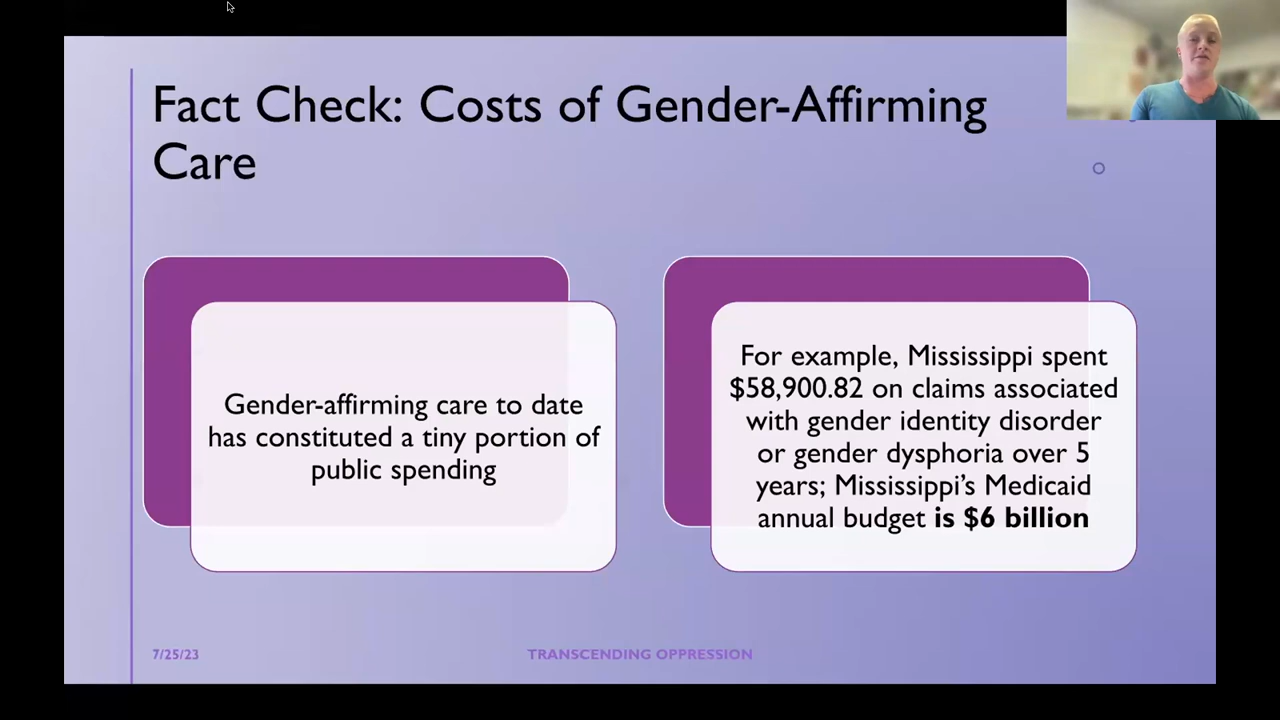 Fact Check: Costs of Gender-Affirming
Care
Gender-affirming care to date
has constituted a tiny portion of
public spending
For example, Mississippi spent
$58,900.82 on claims associated
with gender identity disorder
or gender dysphoria over 5
years; Mississippi’s Medicaid
annual budget is $6 billion
7/25/23
TRANSCENDING OPPRESSION